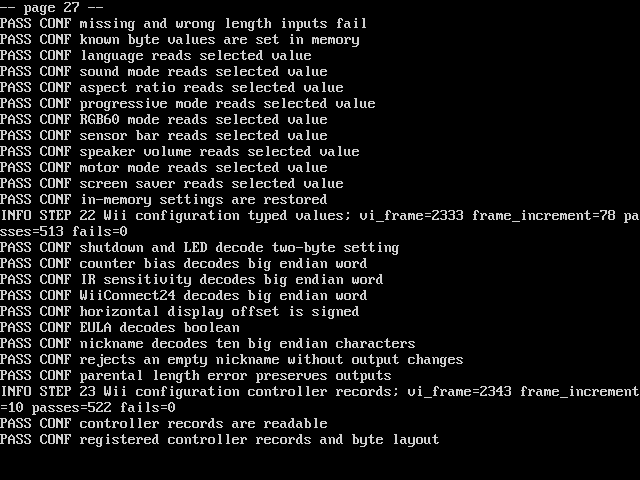 -- page 27 --
PASS CONF missing and wrong length inputs fail
PASS CONF known byte values are set in memory
PASS CONF language reads selected value
PASS CONF sound mode reads selected value
PASS CONF aspect ratio reads selected value
PASS CONF progressive mode reads selected value
PASS CONF RGB60 mode reads selected value
PASS CONF sensor bar reads selected value
PASS CONF speaker volume reads selected value
PASS CONF motor mode reads selected value
PASS CONF screen saver reads selected value
PASS CONF in-memory settings are restored
INFO STEP 22 Wii configuration typed values; vi_frame=2333 frame_increment=78 pa
sses=513 fails=0
PASS CONF shutdown and LED decode two-byte setting
PASS CONF counter bias decodes big endian word
PASS CONF IR sensitivity decodes big endian word
PASS CONF WiiConnect24 decodes big endian word
PASS CONF horizontal display offset is signed
PASS CONF EULA decodes boolean
PASS CONF nickname decodes ten big endian characters
PASS CONF rejects an empty nickname without output changes
PASS CONF parental length error preserves outputs
INFO STEP 23 Wii configuration controller records; vi_frame=2343 frame_increment
=10 passes=522 fails=0
PASS CONF controller records are readable
PASS CONF registered controller records and byte layout